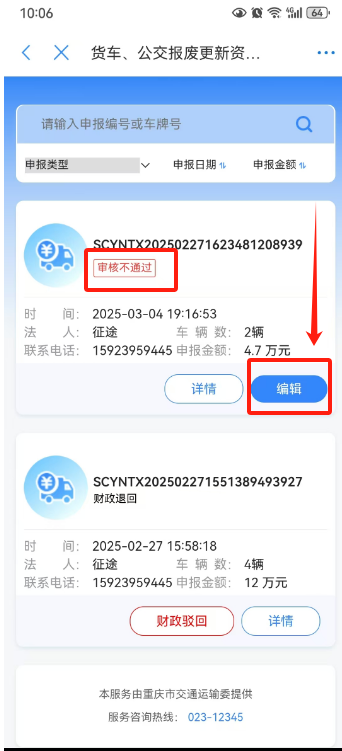 10:06
4G 64
货车、公交报废更新资...
请输入申报编号或车牌号
申报类型 申报日期 申报金额
SCYNTX202502271623481208939
审核不通过
时 间: 2025-03-04 19:16:53
法 人: 征途 车 辆 数: 2辆
联系电话: 15923959445 申报金额: 4.7 万元
详情 编辑
SCYNTX202502271551389493927
财政退回
时 间: 2025-02-27 15:58:18
法 人: 征途 车 辆 数: 4辆
联系电话: 15923959445 申报金额: 12 万元
财政驳回 详情
本服务由重庆市交通运输委提供
服务咨询热线: 023-12345